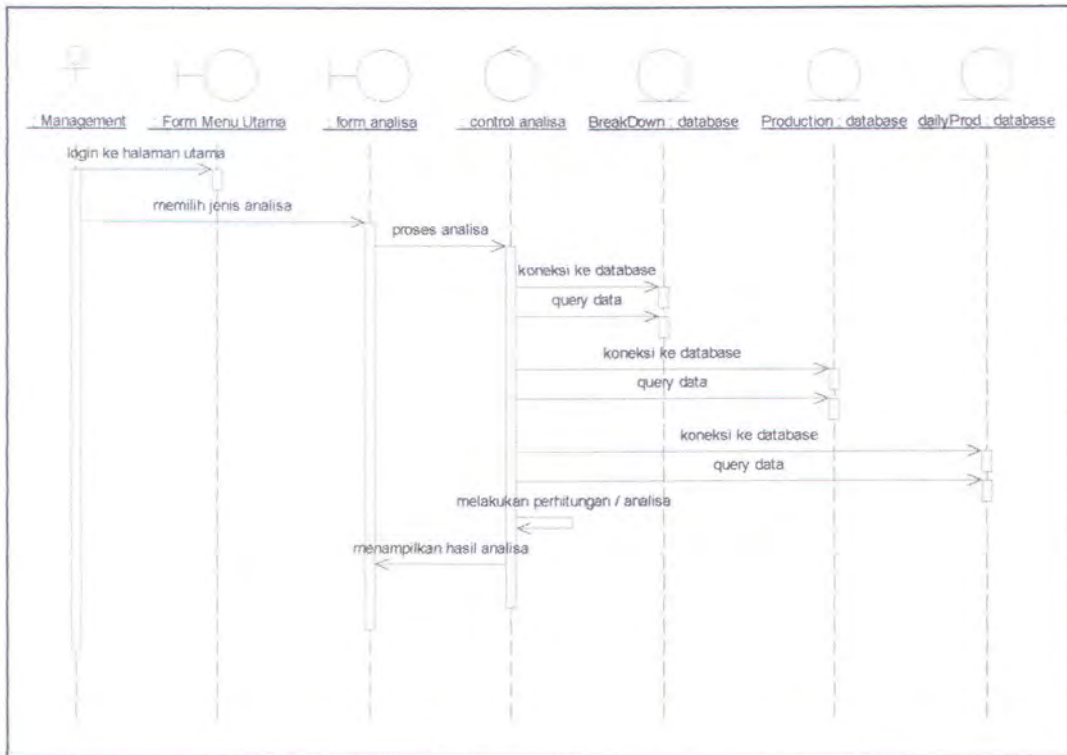 : Management
: Form Menu Utama
: form analisa
: control analisa
BreakDown : database
Production : database
dailyProd : database
login ke halaman utama
memilih jenis analisa
proses analisa
koneksi ke database
query data
koneksi ke database
query data
koneksi ke database
query data
melakukan perhitungan / analisa
menampilkan hasil analisa